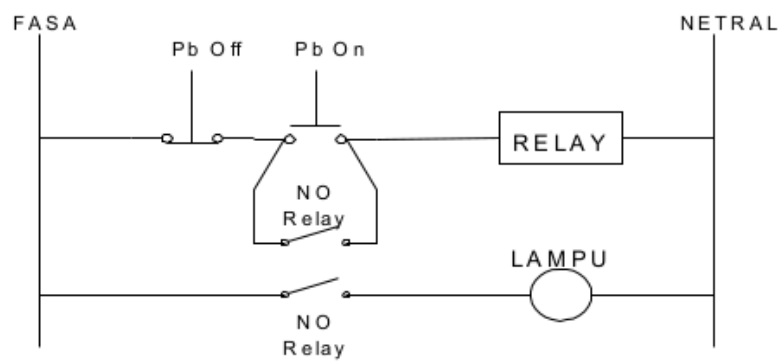 FASA
NETRAL
Pb Off
Pb On
RELAY
NO
Relay
LAMPU
NO
Relay